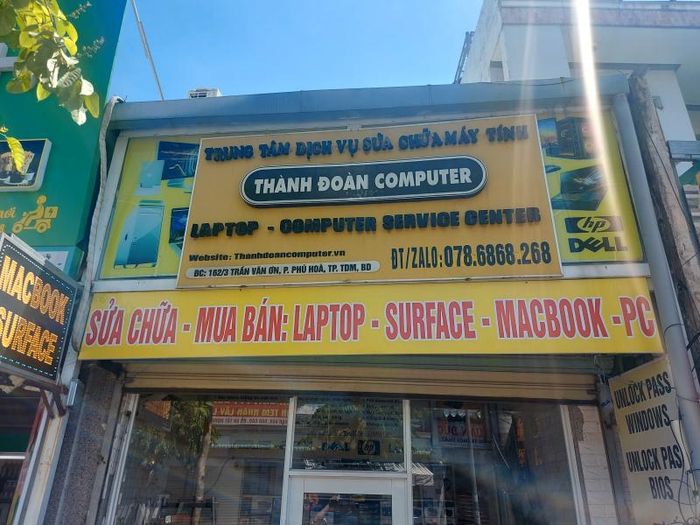 TRUNG TÂM DỊCH VỤ SỬA CHỮA MÁY TÍNH
THÀNH ĐOÀN COMPUTER
LAPTOP - COMPUTER SERVICE CENTER
Website: Thanhdoancomputer.vn
ĐT/ZALO: 078.6868.268
ĐC: 162/3 TRẦN VĂN ƠN, P. PHÚ HOÀ, TP. TDM, BD
hp
DELL
SỬA CHỮA - MUA BÁN: LAPTOP - SURFACE - MACBOOK - PC
MACBOOK
SURFACE
UNLOCK PASS
WINDOWS
UNLOCK PAS
BIOS